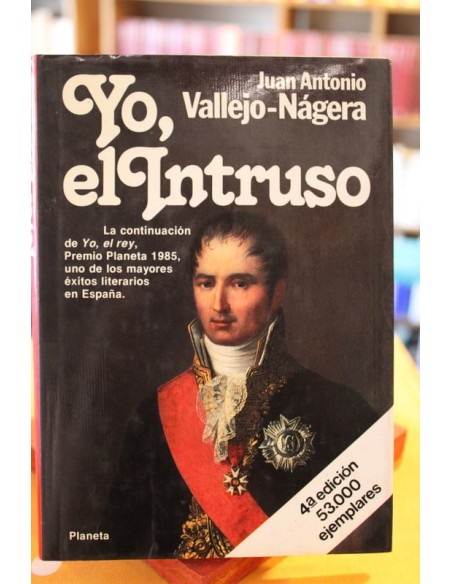 Juan Antonio
Vallejo-Nágera
Yo,
el Intruso
La continuación
de Yo, el rey,
Premio Planeta 1985,
uno de los mayores
éxitos literarios
en España.
4ª edición
53.000
ejemplares
Planeta